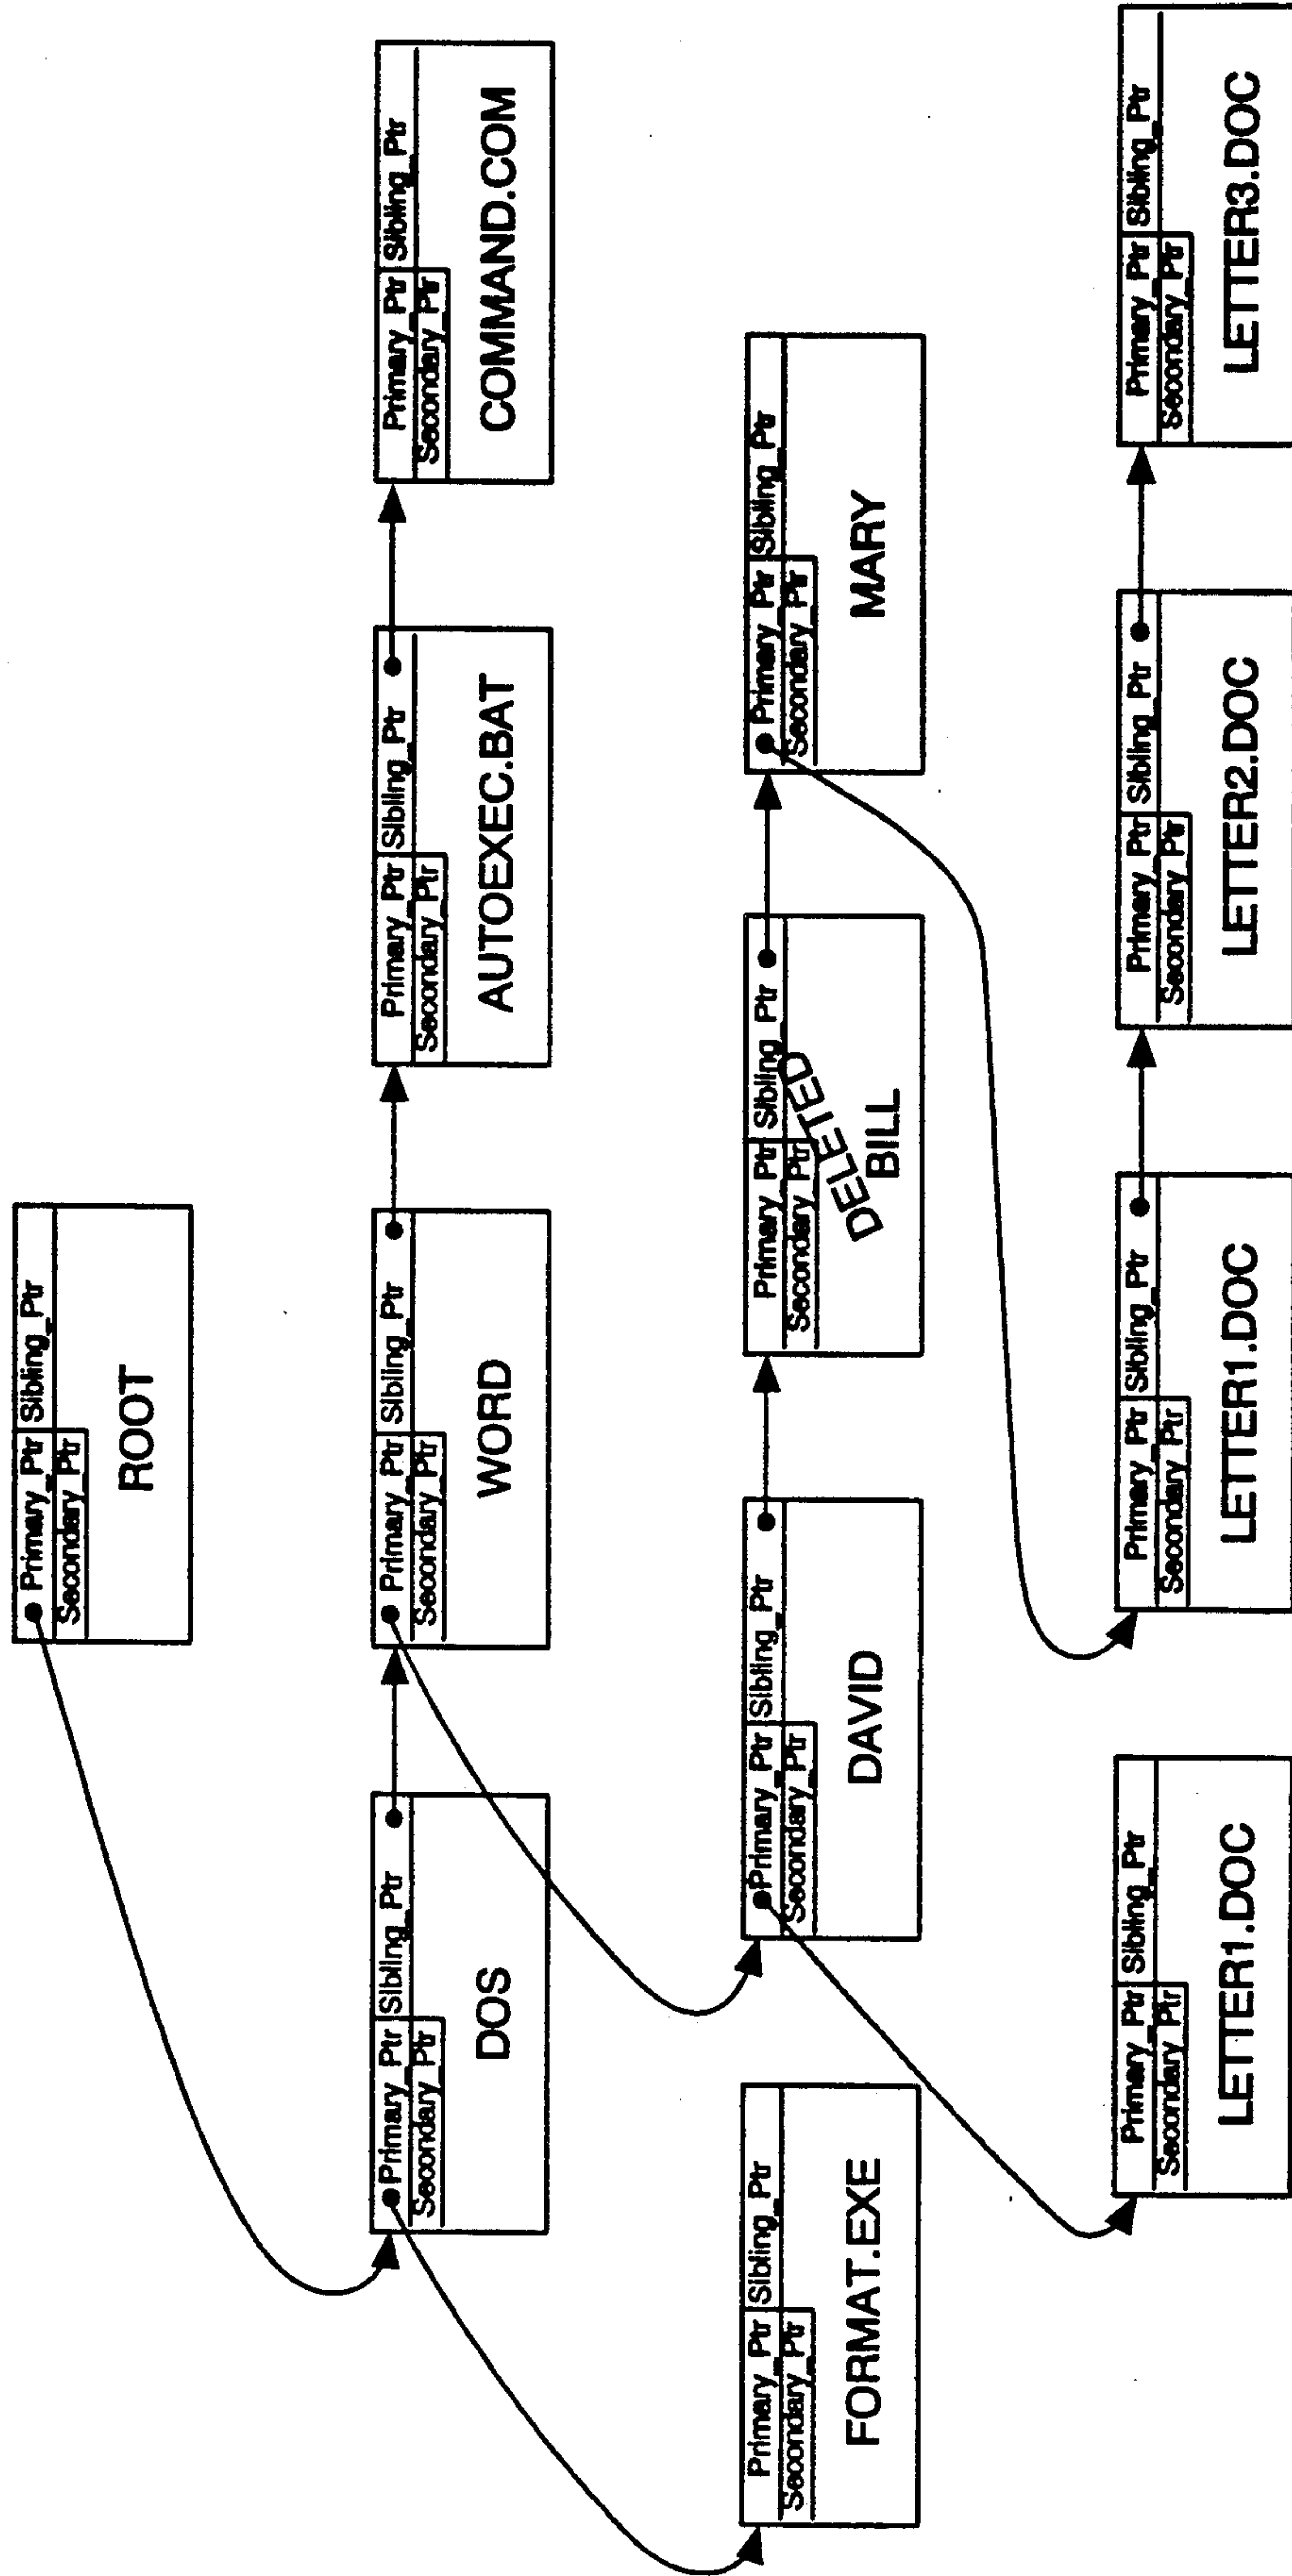 Primary_Ptr Sibling_Ptr
Secondary_Ptr
ROOT
Primary_Ptr Sibling_Ptr
Secondary_Ptr
DOS
Primary_Ptr Sibling_Ptr
Secondary_Ptr
WORD
Primary_Ptr Sibling_Ptr
Secondary_Ptr
AUTOEXEC.BAT
Primary_Ptr Sibling_Ptr
Secondary_Ptr
COMMAND.COM
Primary_Ptr Sibling_Ptr
Secondary_Ptr
FORMAT.EXE
Primary_Ptr Sibling_Ptr
Secondary_Ptr
DAVID
Primary_Ptr Sibling_Ptr
Secondary_Ptr
DELETED
BILL
Primary_Ptr Sibling_Ptr
Secondary_Ptr
MARY
Primary_Ptr Sibling_Ptr
Secondary_Ptr
LETTER1.DOC
Primary_Ptr Sibling_Ptr
Secondary_Ptr
LETTER1.DOC
Primary_Ptr Sibling_Ptr
Secondary_Ptr
LETTER2.DOC
Primary_Ptr Sibling_Ptr
Secondary_Ptr
LETTER3.DOC